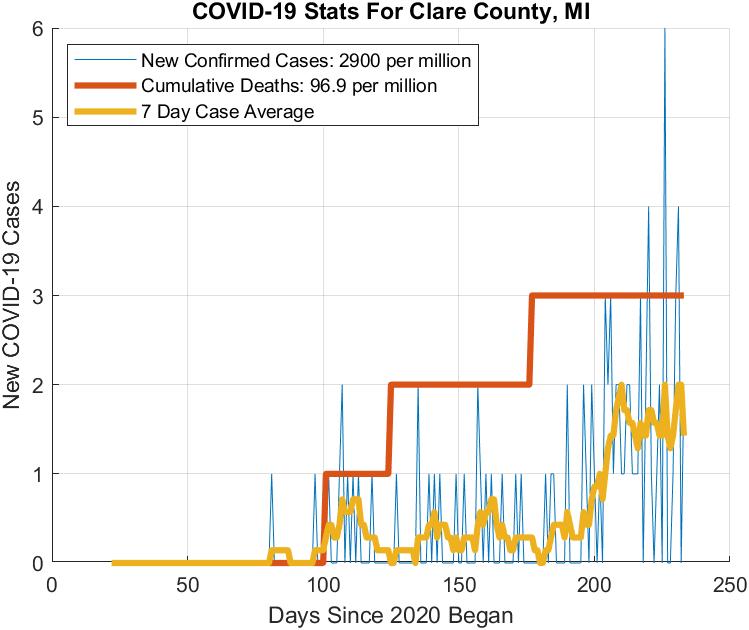 COVID-19 Stats For Clare County, MI
New Confirmed Cases: 2900 per million
Cumulative Deaths: 96.9 per million
7 Day Case Average
New COVID-19 Cases
6
5
4
3
2
1
0
0 50 100 150 200 250
Days Since 2020 Began